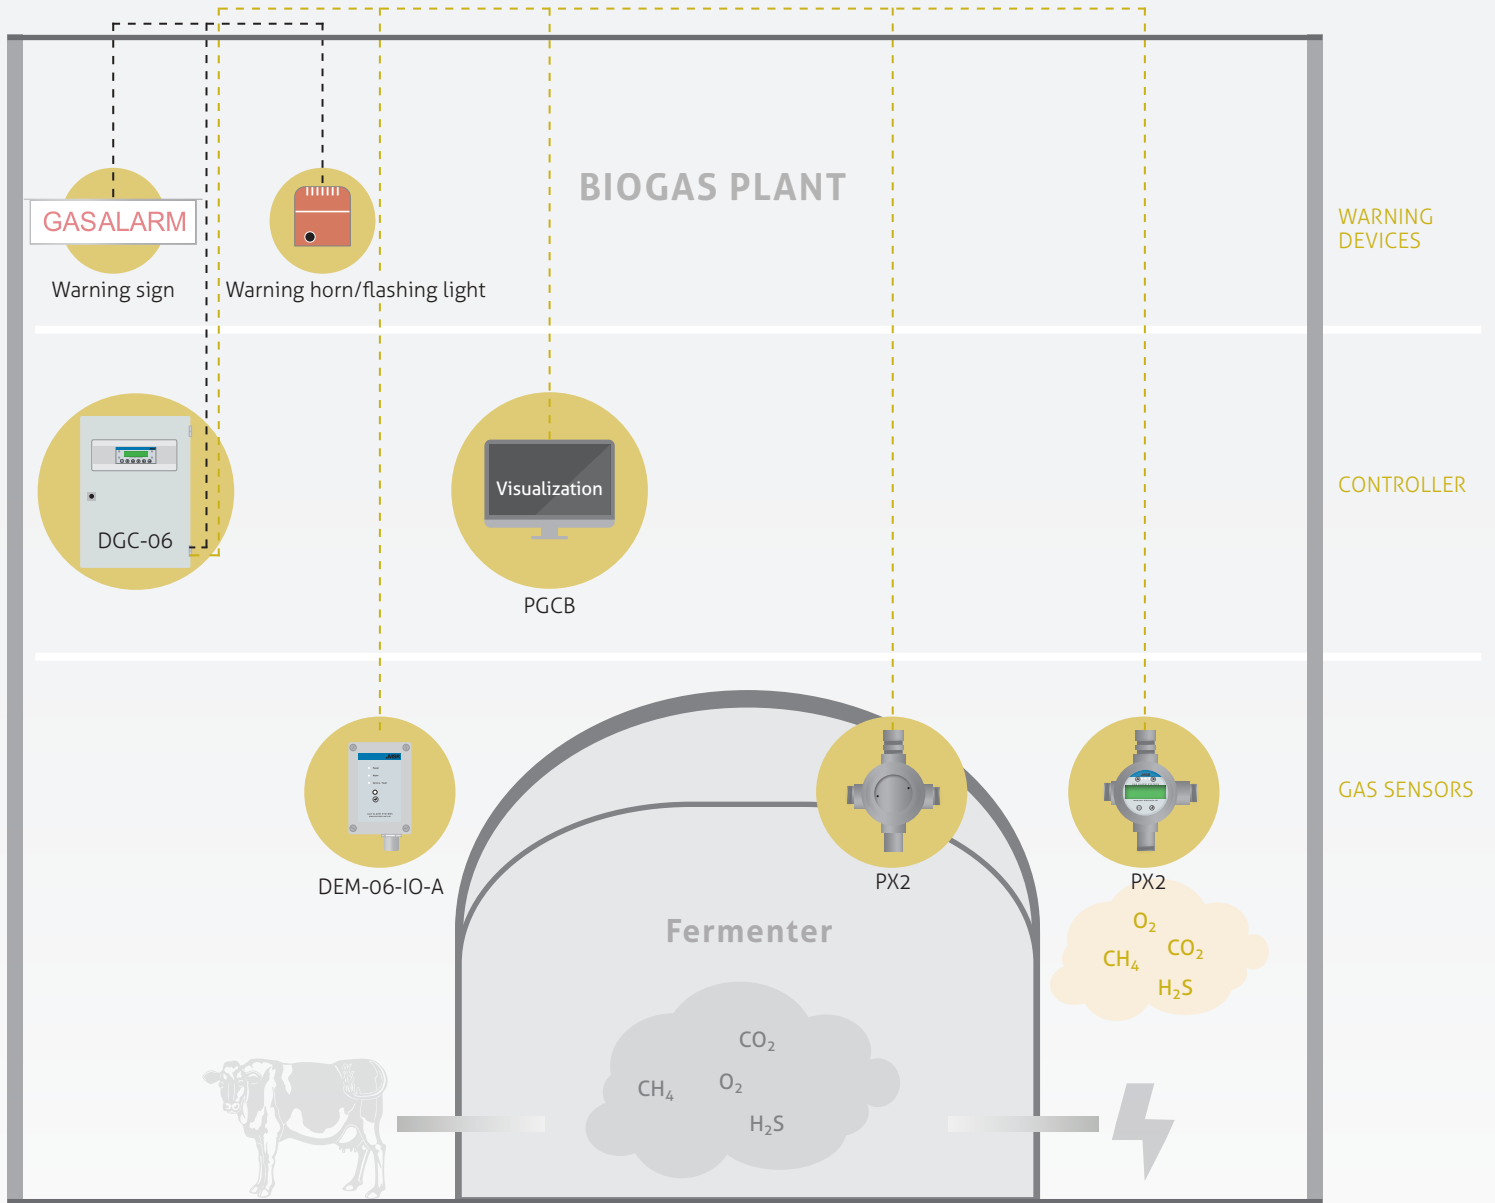 BIOGAS PLANT
GASALARM
Warning sign
Warning horn/flashing light
WARNING
DEVICES
DGC-06
Visualization
PGCB
CONTROLLER
DEM-06-IO-A
PX2
PX2
GAS SENSORS
O₂
CH₄
CO₂
H₂S
Fermenter
CO₂
CH₄
O₂
H₂S